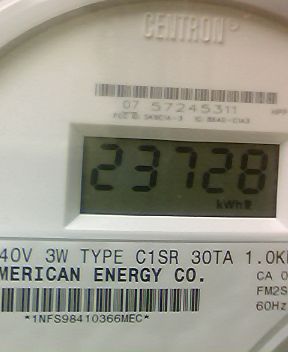 CENTRON®
07 57245311
23728
kWh
40V 3W TYPE C1SR 30TA 1.0K
MERICAN ENERGY CO.
CA 0
FM2S
60Hz
*1NFS98410366MEC*